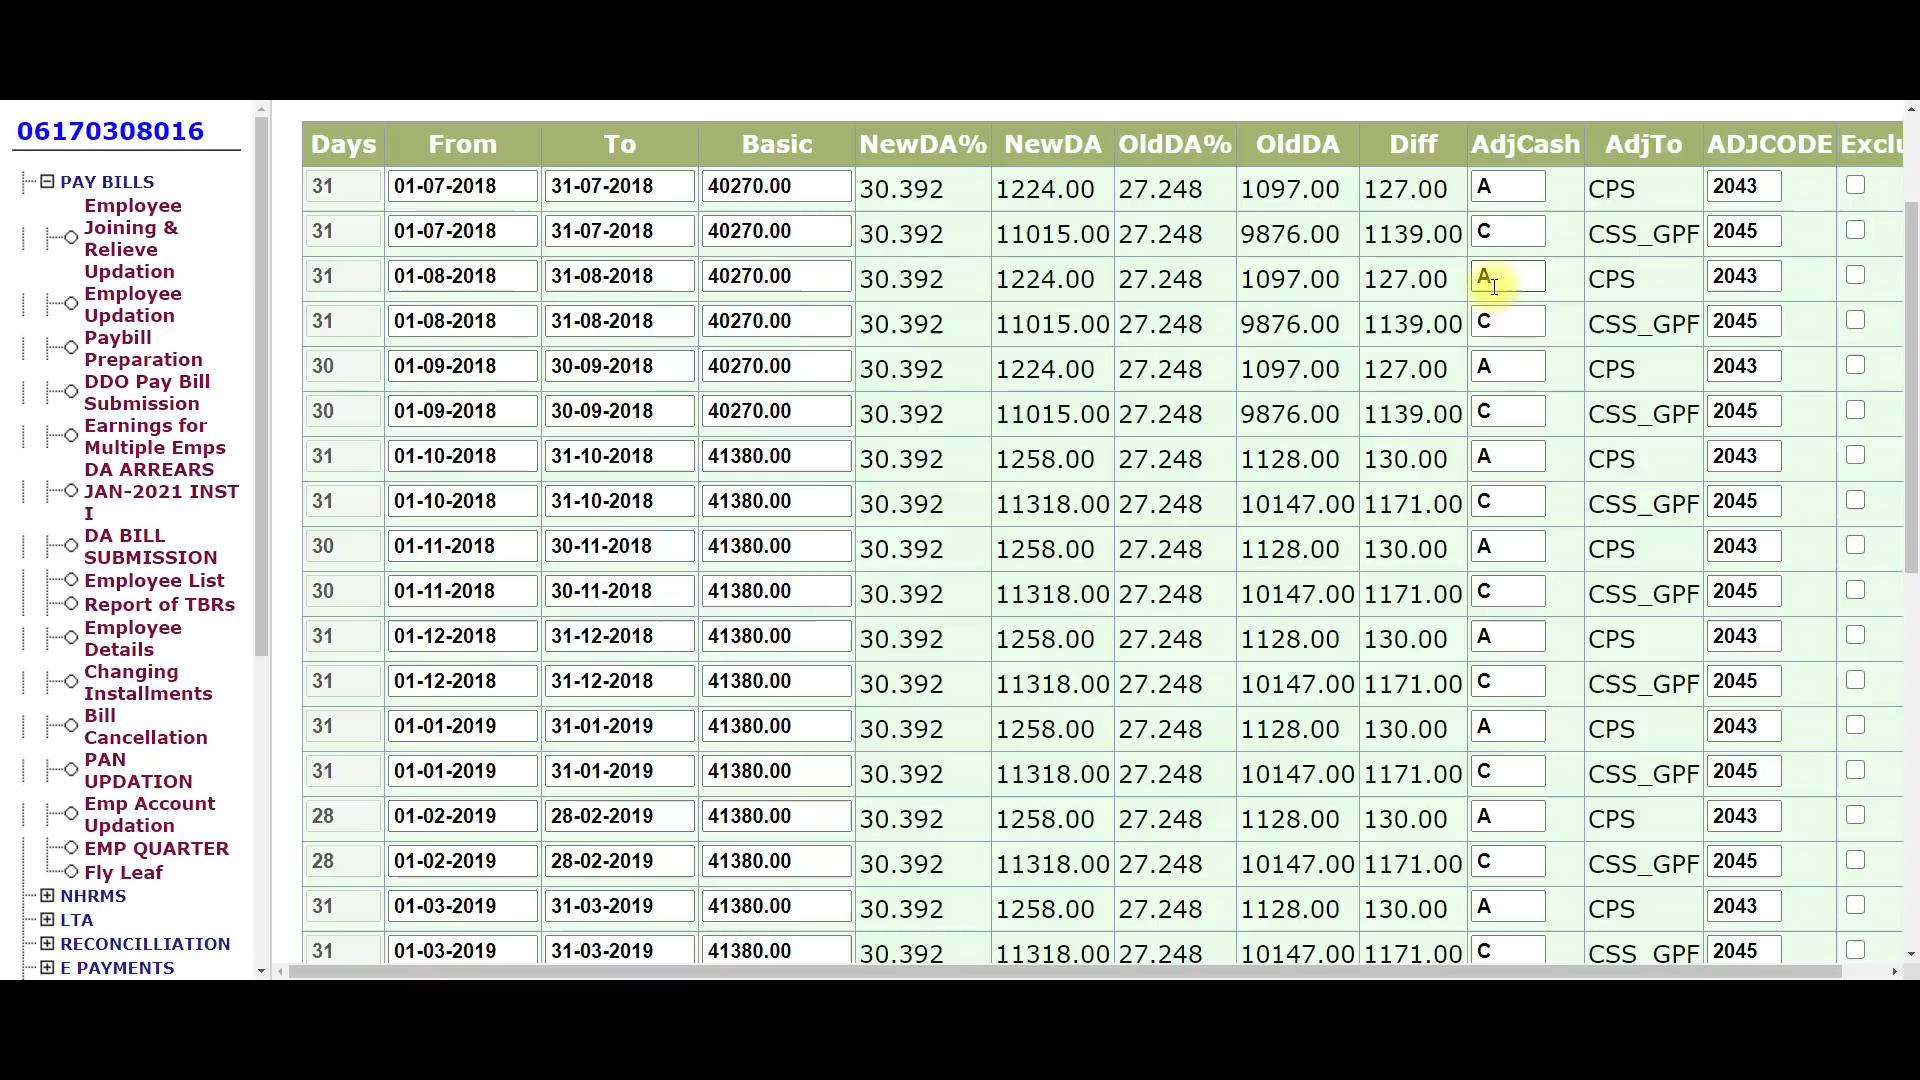 06170308016
PAY BILLS
Employee
Joining &
Relieve
Updation
Employee
Updation
Paybill
Preparation
DDO Pay Bill
Submission
Earnings for
Multiple Emps
DA ARREARS
JAN-2021 INST
I
DA BILL
SUBMISSION
Employee List
Report of TBRs
Employee
Details
Changing
Installments
Bill
Cancellation
PAN
UPDATION
Emp Account
Updation
EMP QUARTER
Fly Leaf
NHRMS
LTA
RECONCILLIATION
E PAYMENTS
Days From To Basic NewDA% NewDA OldDA% OldDA Diff AdjCash AdjTo ADJCODE Exclu
31 01-07-2018 31-07-2018 40270.00 30.392 1224.00 27.248 1097.00 127.00 A CPS 2043
31 01-07-2018 31-07-2018 40270.00 30.392 11015.00 27.248 9876.00 1139.00 C CSS_GPF 2045
31 01-08-2018 31-08-2018 40270.00 30.392 1224.00 27.248 1097.00 127.00 A CPS 2043
31 01-08-2018 31-08-2018 40270.00 30.392 11015.00 27.248 9876.00 1139.00 C CSS_GPF 2045
30 01-09-2018 30-09-2018 40270.00 30.392 1224.00 27.248 1097.00 127.00 A CPS 2043
30 01-09-2018 30-09-2018 40270.00 30.392 11015.00 27.248 9876.00 1139.00 C CSS_GPF 2045
31 01-10-2018 31-10-2018 41380.00 30.392 1258.00 27.248 1128.00 130.00 A CPS 2043
31 01-10-2018 31-10-2018 41380.00 30.392 11318.00 27.248 10147.00 1171.00 C CSS_GPF 2045
30 01-11-2018 30-11-2018 41380.00 30.392 1258.00 27.248 1128.00 130.00 A CPS 2043
30 01-11-2018 30-11-2018 41380.00 30.392 11318.00 27.248 10147.00 1171.00 C CSS_GPF 2045
31 01-12-2018 31-12-2018 41380.00 30.392 1258.00 27.248 1128.00 130.00 A CPS 2043
31 01-12-2018 31-12-2018 41380.00 30.392 11318.00 27.248 10147.00 1171.00 C CSS_GPF 2045
31 01-01-2019 31-01-2019 41380.00 30.392 1258.00 27.248 1128.00 130.00 A CPS 2043
31 01-01-2019 31-01-2019 41380.00 30.392 11318.00 27.248 10147.00 1171.00 C CSS_GPF 2045
28 01-02-2019 28-02-2019 41380.00 30.392 1258.00 27.248 1128.00 130.00 A CPS 2043
28 01-02-2019 28-02-2019 41380.00 30.392 11318.00 27.248 10147.00 1171.00 C CSS_GPF 2045
31 01-03-2019 31-03-2019 41380.00 30.392 1258.00 27.248 1128.00 130.00 A CPS 2043
31 01-03-2019 31-03-2019 41380.00 30.392 11318.00 27.248 10147.00 1171.00 C CSS_GPF 2045